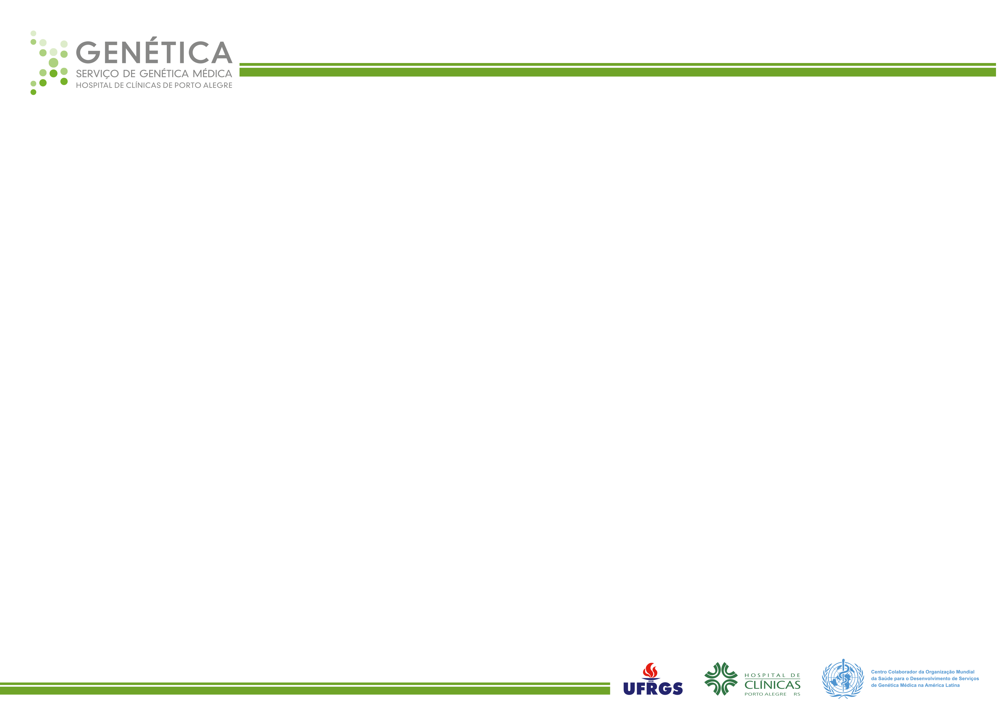 GENÉTICA
SERVIÇO DE GENÉTICA MÉDICA
HOSPITAL DE CLÍNICAS DE PORTO ALEGRE
UFRGS
HOSPITAL DE
CLÍNICAS
PORTO ALEGRE RS
Centro Colaborador da Organização Mundial
da Saúde para o Desenvolvimento de Serviços
de Genética Médica na América Latina